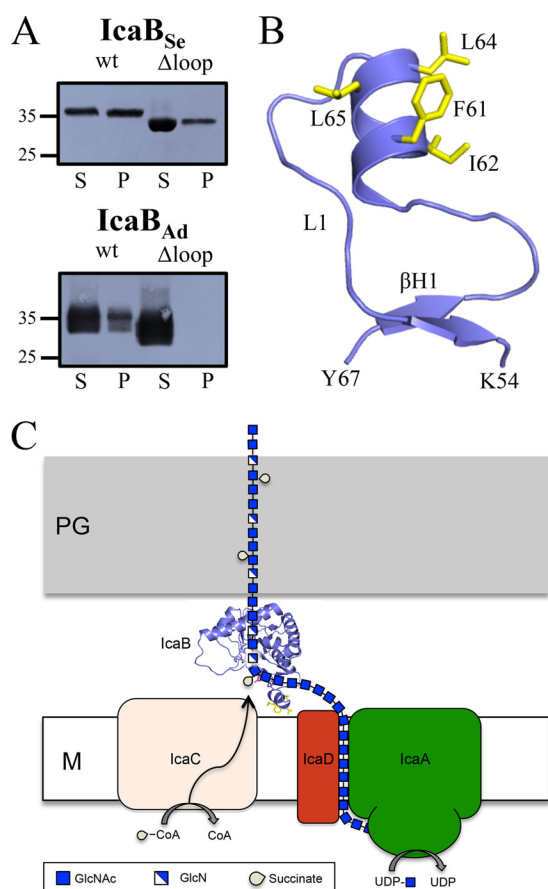 A
IcaBSe
wt Δloop
35
25
S P S P
IcaBAd
wt Δloop
35
25
S P S P
B
L64
L65
F61
I62
L1
βH1
Y67
K54
C
PG
IcaB
M
IcaC
IcaD
IcaA
-CoA CoA
UDP- UDP
GlcNAc GlcN Succinate